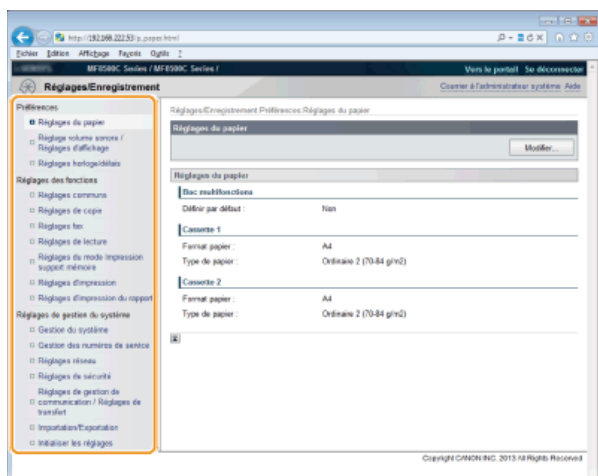 http://192.168.222.53/p_paper.html
Fichier Edition Affichage Favoris Outils ?
MF8500C Series / MF8500C Series /
Vers le portail Se déconnecter
Réglages/Enregistrement
Courrier à l'administrateur système Aide
Préférences
Réglages du papier
Réglage volume sonore /
Réglages d'affichage
Réglages horloge/délais
Réglages des fonctions
Réglages communs
Réglages de copie
Réglages fax
Réglages de lecture
Réglages du mode Impression
support mémoire
Réglages d'impression
Réglages d'impression du rapport
Réglages de gestion du système
Gestion du système
Gestion des numéros de service
Réglages réseau
Réglages de sécurité
Réglages de gestion de
communication / Réglages de
transfert
Importation/Exportation
Initialiser les réglages
Réglages/Enregistrement:Préférences:Réglages du papier
Réglages du papier
Modifier...
Réglages du papier
Bac multifonctions
Définir par défaut : Non
Cassette 1
Format papier : A4
Type de papier : Ordinaire 2 (70-84 g/m2)
Cassette 2
Format papier : A4
Type de papier : Ordinaire 2 (70-84 g/m2)
Copyright CANON INC. 2013 All Rights Reserved